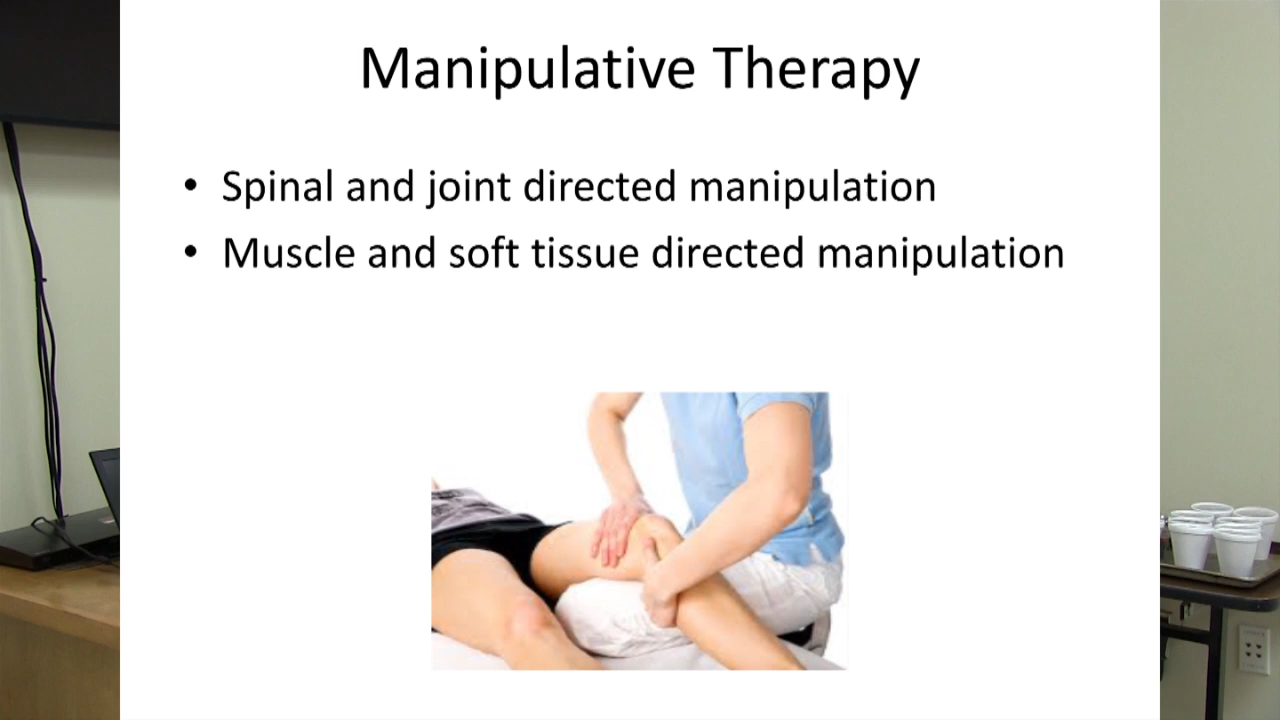 Manipulative Therapy
• Spinal and joint directed manipulation
• Muscle and soft tissue directed manipulation